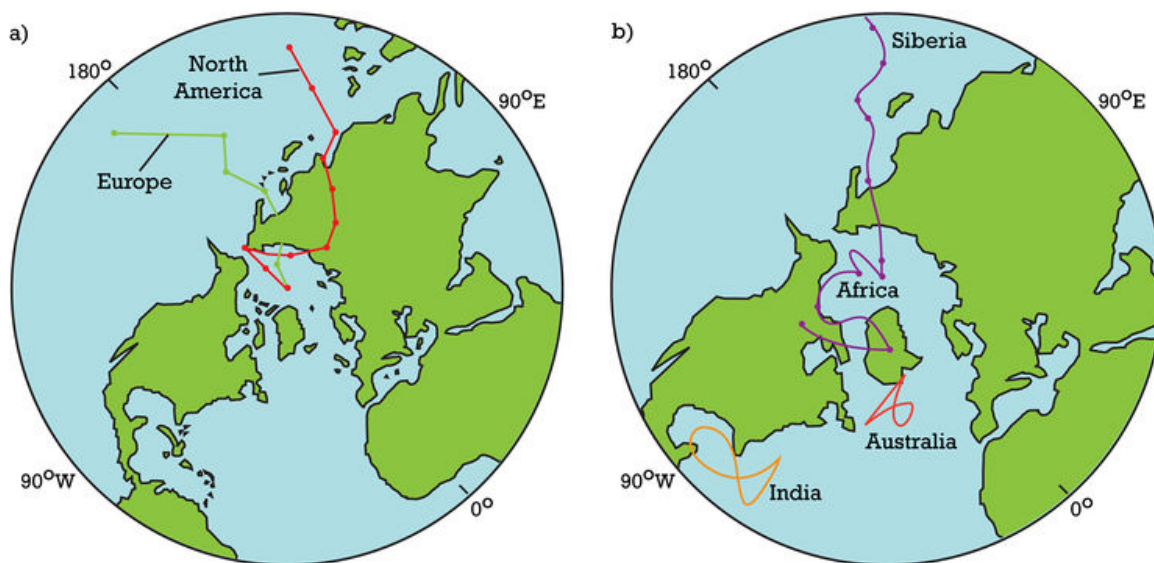 a)
North
America
180°
90°E
Europe
90°W
0°
b)
Siberia
180°
90°E
Africa
Australia
90°W
India
0°